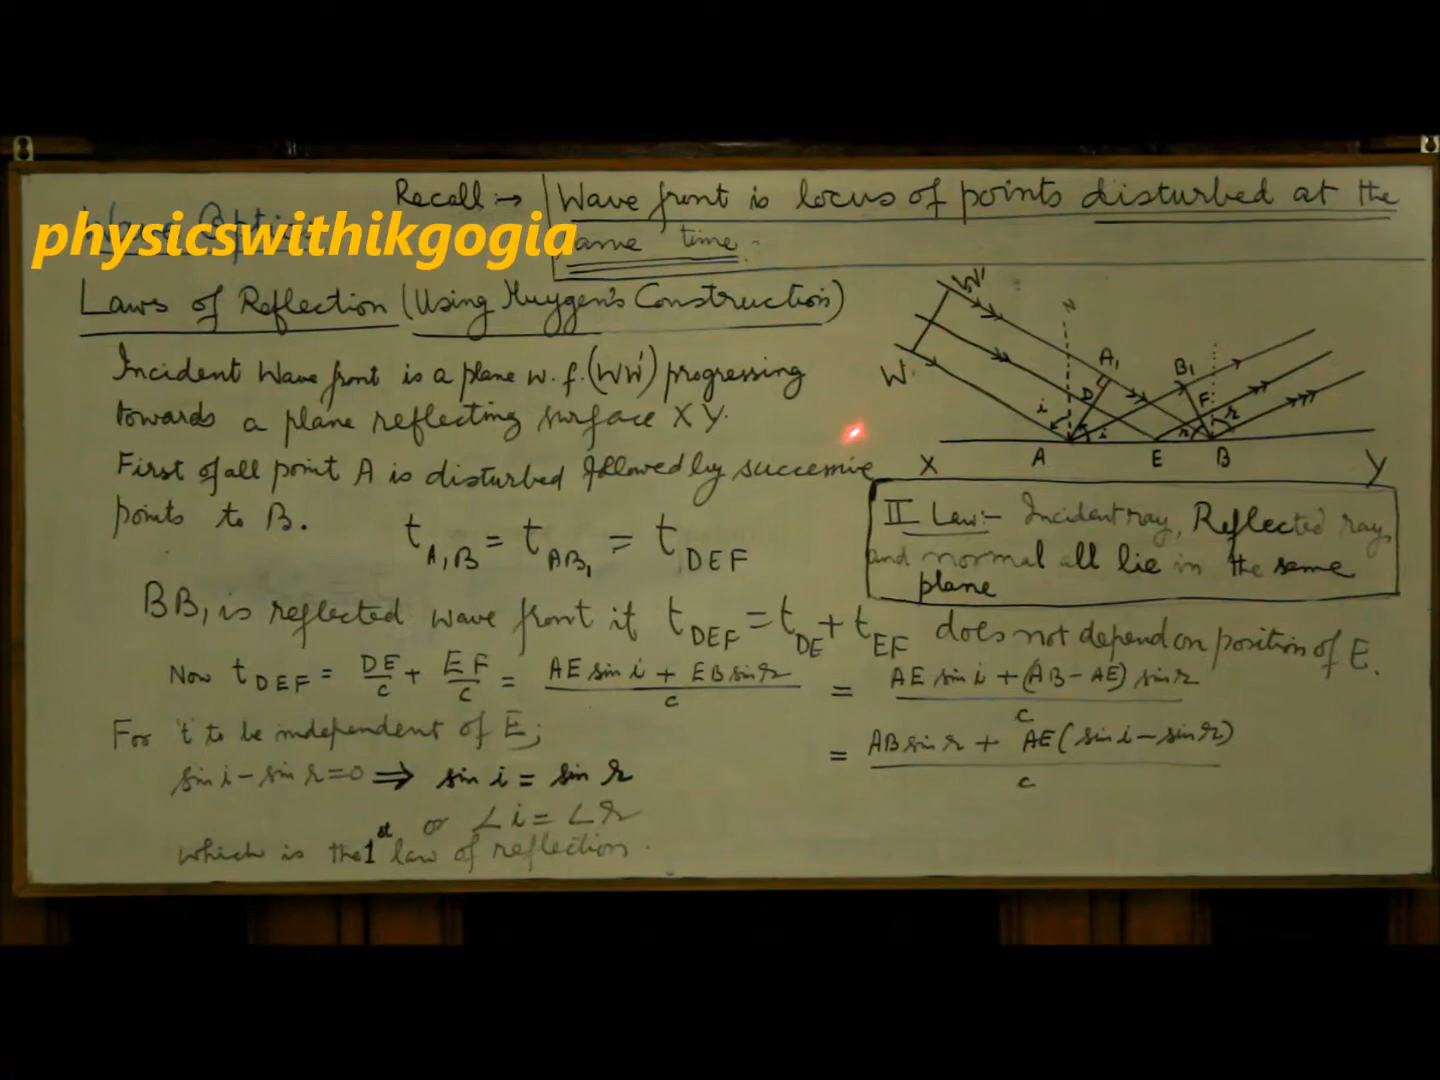 Recall :→ Wave front is locus of points disturbed at the
same time.
Wave Optics
physicswithikgogia
Laws of Reflection (Using Huygen's Construction)
Incident Wave front is a plane w.f. (WW') progressing
towards a plane reflecting surface XY.
First of all point A is disturbed followed by successive
points to B.
t A₁B = t AB₁ = t DEF
BB₁ is reflected wave front if t DEF = t DE + t EF does not depend on position of E.
Now t DEF = DE/c + EF/c = AE sin i + EB sin r / c = AE sin i + (AB - AE) sin r / c
For 't' to be independent of E; = AB sin r + AE (sin i - sin r) / c
sin i - sin r = 0 ⇒ sin i = sin r
or ∠i = ∠r
which is the 1st law of reflection.
W'
W
N
A₁
B₁
D
F
i
i
r
r
X A E B Y
II Law:- Incident ray, Reflected ray,
and normal all lie in the same
plane